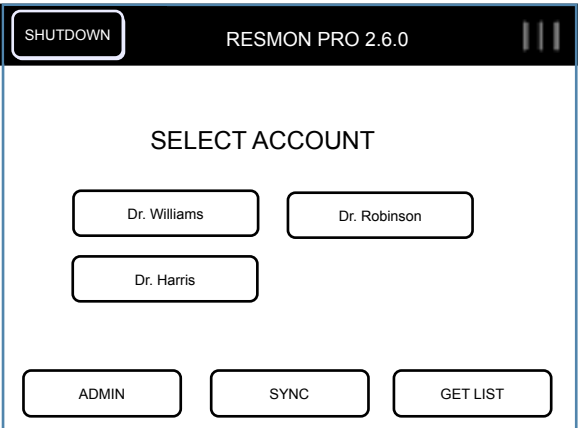 SHUTDOWN
RESMON PRO 2.6.0
SELECT ACCOUNT
Dr. Williams
Dr. Robinson
Dr. Harris
ADMIN
SYNC
GET LIST